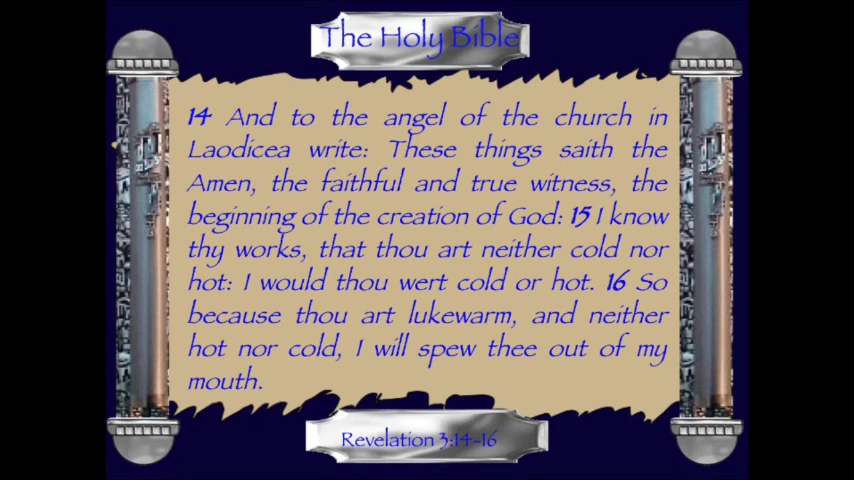 The Holy Bible
14 And to the angel of the church in
Laodicea write: These things saith the
Amen, the faithful and true witness, the
beginning of the creation of God: 15 I know
thy works, that thou art neither cold nor
hot: I would thou wert cold or hot. 16 So
because thou art lukewarm, and neither
hot nor cold, I will spew thee out of my
mouth.
Revelation 3:14-16